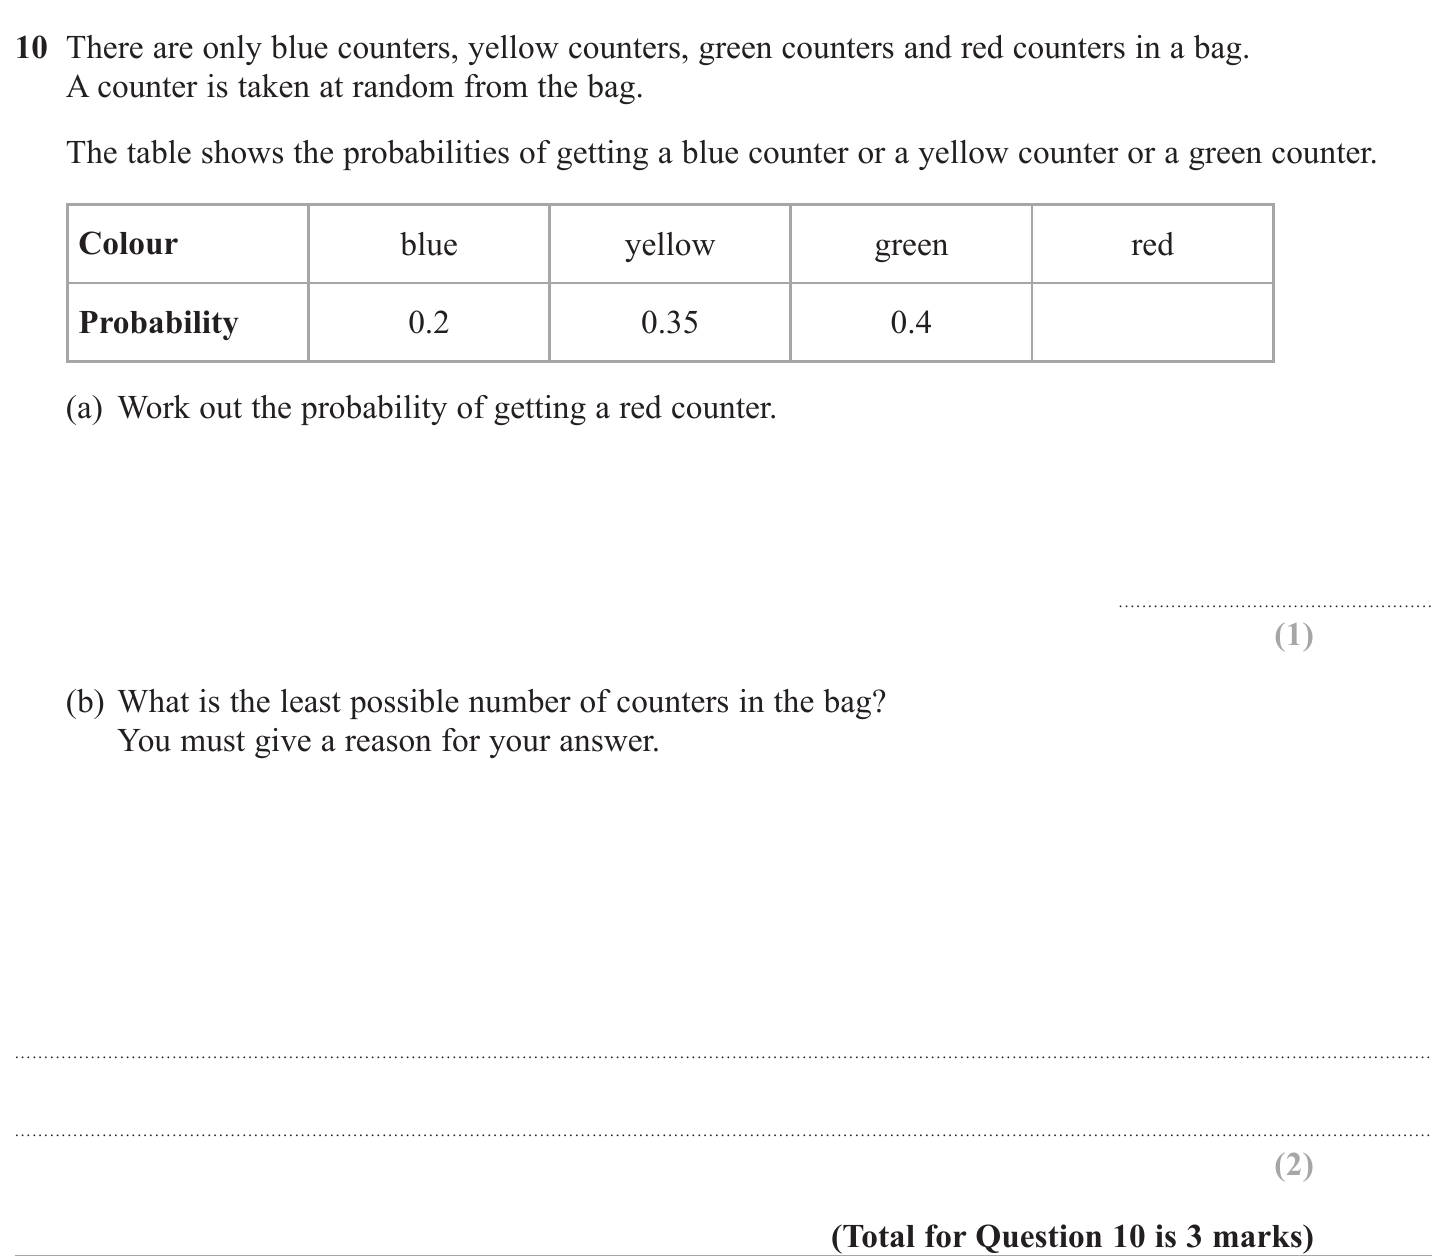 10 There are only blue counters, yellow counters, green counters and red counters in a bag.
A counter is taken at random from the bag.
The table shows the probabilities of getting a blue counter or a yellow counter or a green counter.
Colour blue yellow green red
Probability 0.2 0.35 0.4
(a) Work out the probability of getting a red counter.
(1)
(b) What is the least possible number of counters in the bag?
You must give a reason for your answer.
(2)
(Total for Question 10 is 3 marks)